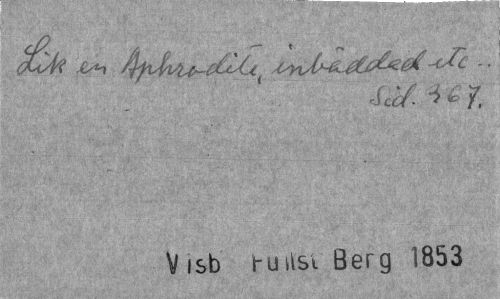 Lik en Aphrodite, inbäddad etc..
Sid. 367.
Visb Fullst Berg 1853